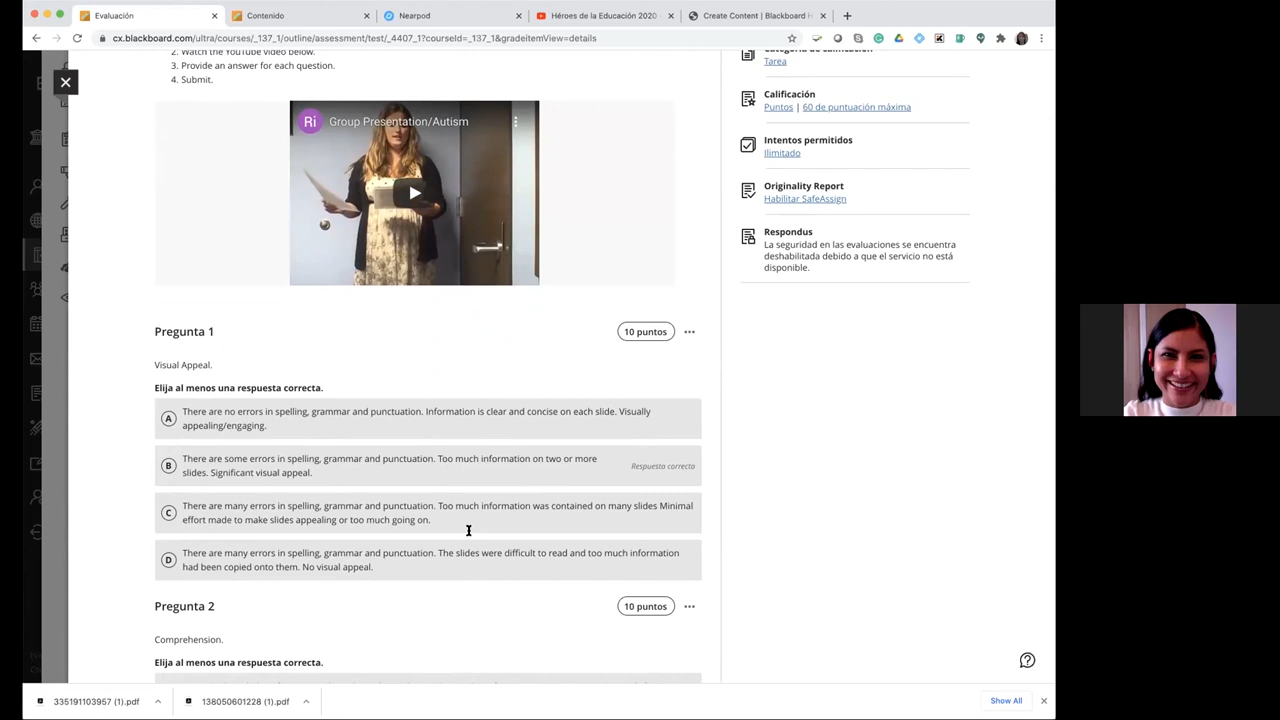 Evaluación
Contenido
Nearpod
Héroes de la Educación 2020
Create Content | Blackboard H
cx.blackboard.com/ultra/courses/_137_1/outline/assessment/test/_4407_1?courseId=_137_1&gradeitemView=details
2. Watch the YouTube video below.
3. Provide an answer for each question.
4. Submit.
Ri
Group Presentation/Autism
Tarea
Calificación
Puntos | 60 de puntuación máxima
Intentos permitidos
Ilimitado
Originality Report
Habilitar SafeAssign
Respondus
La seguridad en las evaluaciones se encuentra
deshabilitada debido a que el servicio no está
disponible.
Pregunta 1
10 puntos
Visual Appeal.
Elija al menos una respuesta correcta.
A
There are no errors in spelling, grammar and punctuation. Information is clear and concise on each slide. Visually
appealing/engaging.
B
There are some errors in spelling, grammar and punctuation. Too much information on two or more
slides. Significant visual appeal.
Respuesta correcta
C
There are many errors in spelling, grammar and punctuation. Too much information was contained on many slides Minimal
effort made to make slides appealing or too much going on.
D
There are many errors in spelling, grammar and punctuation. The slides were difficult to read and too much information
had been copied onto them. No visual appeal.
Pregunta 2
10 puntos
Comprehension.
Elija al menos una respuesta correcta.
335191103957 (1).pdf
138050601228 (1).pdf
Show All